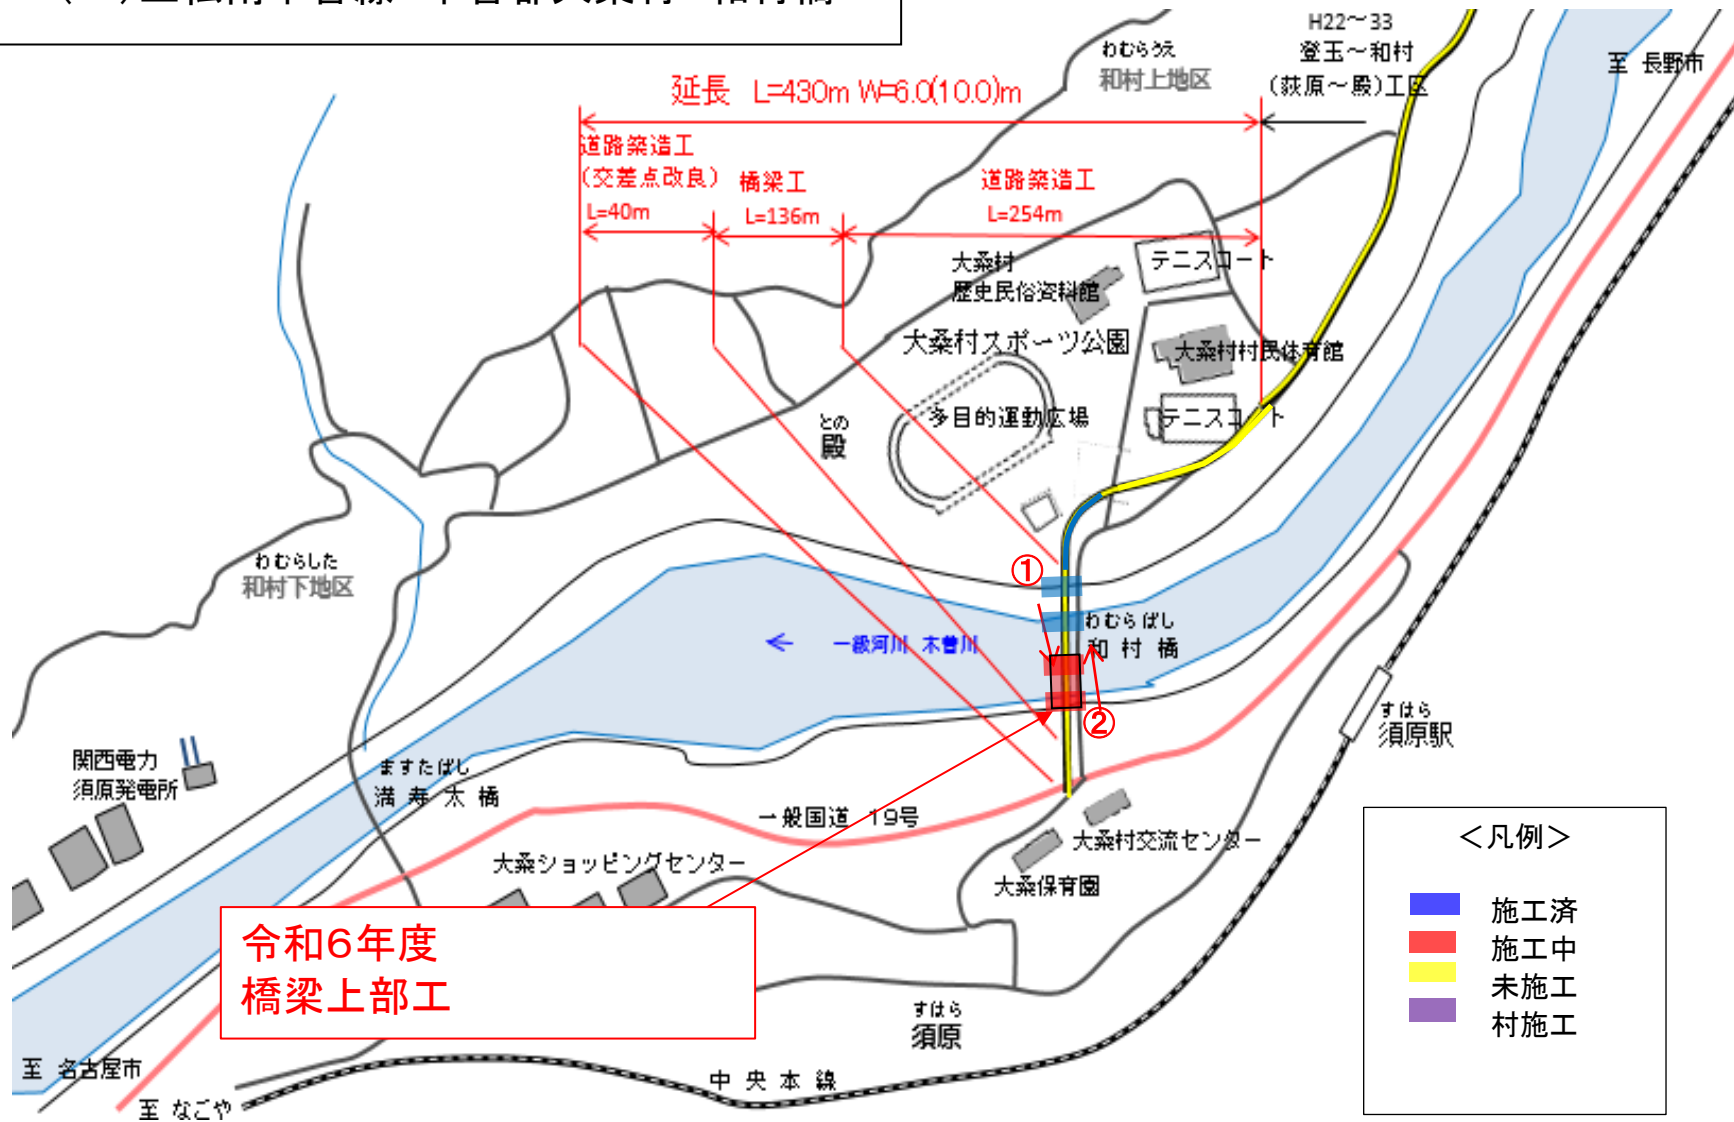 H22～33
登玉～和村
(荻原～殿)工区
至 長野市
わむらうえ
和村上地区
延長 L=430m W=6.0(10.0)m
道路築造工
(交差点改良)
L=40m
橋梁工
L=136m
道路築造工
L=254m
大桑村
歴史民俗資料館
テニスコート
大桑村スポーツ公園
大桑村村民体育館
多目的運動広場
テニスコート
との
殿
わむらした
和村下地区
①
わむらばし
和村橋
← 一級河川 木曽川
②
すはら
須原駅
関西電力
須原発電所
ますたばし
満寿太橋
一般国道 19号
大桑村交流センター
大桑保育園
大桑ショッピングセンター
令和6年度
橋梁上部工
すはら
須原
中央本線
至 名古屋市
至 なごや
＜凡例＞
施工済
施工中
未施工
村施工